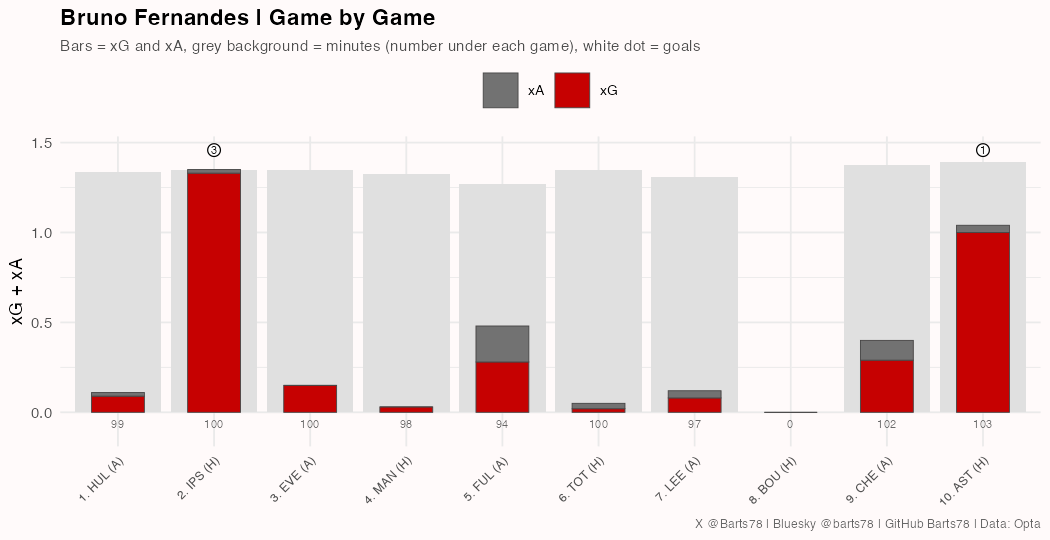 Bruno Fernandes | Game by Game
Bars = xG and xA, grey background = minutes (number under each game), white dot = goals
xA
xG
xG + xA
1.5
1.0
0.5
0.0
3
1
99
100
100
98
94
100
97
0
102
103
1. HUL (A)
2. IPS (H)
3. EVE (A)
4. MAN (H)
5. FUL (A)
6. TOT (H)
7. LEE (A)
8. BOU (H)
9. CHE (A)
10. AST (H)
X @Barts78 | Bluesky @barts78 | GitHub Barts78 | Data: Opta